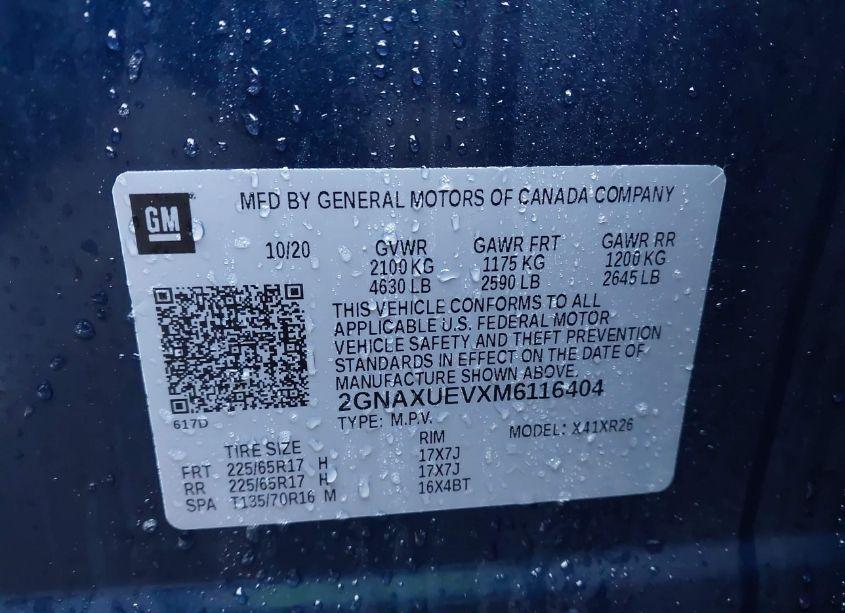 GM
MFD BY GENERAL MOTORS OF CANADA COMPANY
10/20 GVWR GAWR FRT GAWR RR
2100 KG 1175 KG 1200 KG
4630 LB 2590 LB 2645 LB
THIS VEHICLE CONFORMS TO ALL
APPLICABLE U.S. FEDERAL MOTOR
VEHICLE SAFETY AND THEFT PREVENTION
STANDARDS IN EFFECT ON THE DATE OF
MANUFACTURE SHOWN ABOVE.
2GNAXUEVXM6116404
617D
TYPE: M.P.V. MODEL: X41XR26
TIRE SIZE RIM
FRT 225/65R17 H 17X7J
RR 225/65R17 H 17X7J
SPA T135/70R16 M 16X4BT